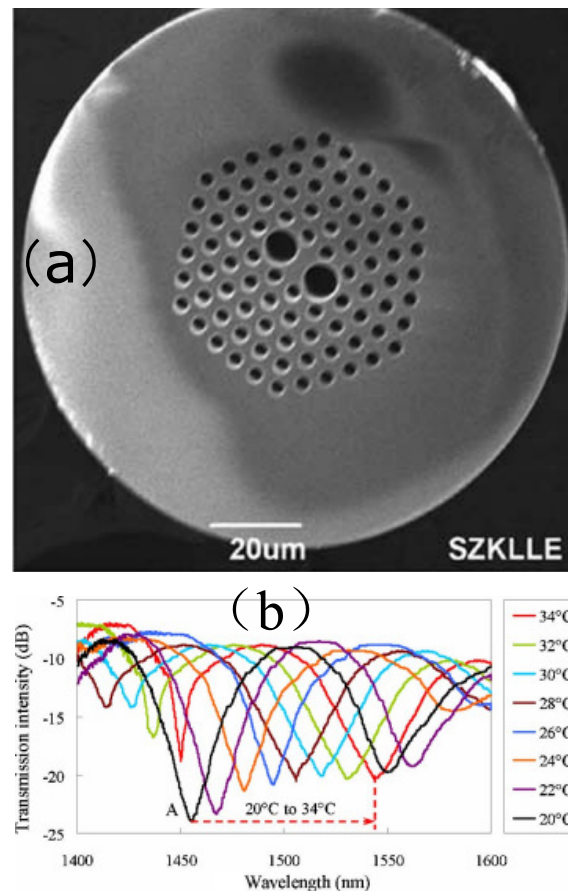 (a)
20um
SZKLLE
(b)
Transmission intensity (dB)
-5
-10
-15
-20
-25
A
20°C to 34°C
1400
1450
1500
1550
1600
Wavelength (nm)
34°C
32°C
30°C
28°C
26°C
24°C
22°C
20°C